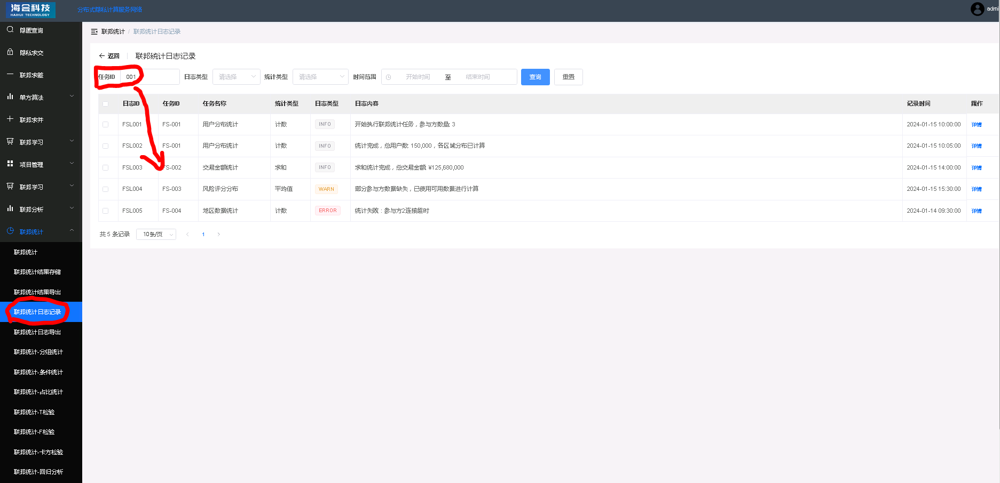 海会科技
HAIHUI TECHNOLOGY
分布式隐私计算服务网络
admi
隐匿查询
隐私求交
联邦求差
单方算法
联邦求并
联邦学习
项目管理
联邦学习
联邦分析
联邦统计
联邦统计
联邦统计结果存储
联邦统计结果导出
联邦统计日志记录
联邦统计日志导出
联邦统计-分组统计
联邦统计-条件统计
联邦统计-占比统计
联邦统计-T检验
联邦统计-F检验
联邦统计-卡方检验
联邦统计-回归分析
联邦统计 / 联邦统计日志记录
返回 联邦统计日志记录
任务ID 001 日志类型 请选择 统计类型 请选择 时间范围 开始时间 至 结束时间 查询 重置
日志ID 任务ID 任务名称 统计类型 日志类型 日志内容 记录时间 操作
FSL001 FS-001 用户分布统计 计数 INFO 开始执行联邦统计任务，参与方数量: 3 2024-01-15 10:00:00 详情
FSL002 FS-001 用户分布统计 计数 INFO 统计完成，总用户数: 150,000，各区域分布已计算 2024-01-15 10:05:00 详情
FSL003 FS-002 交易金额统计 求和 INFO 求和统计完成，总交易金额: ¥125,680,000 2024-01-15 14:00:00 详情
FSL004 FS-003 风险评分分布 平均值 WARN 部分参与方数据缺失，已使用可用数据进行计算 2024-01-15 15:30:00 详情
FSL005 FS-004 地区数据统计 计数 ERROR 统计失败：参与方2连接超时 2024-01-14 09:30:00 详情
共 5 条记录 10条/页 1